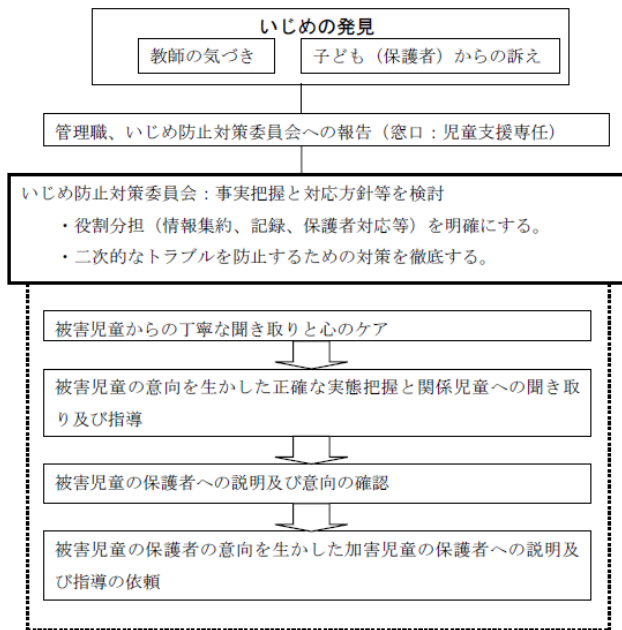 いじめの発見
教師の気づき
子ども（保護者）からの訴え
管理職、いじめ防止対策委員会への報告（窓口：児童支援専任）
いじめ防止対策委員会：事実把握と対応方針等を検討
・役割分担（情報集約、記録、保護者対応等）を明確にする。
・二次的なトラブルを防止するための対策を徹底する。
被害児童からの丁寧な聞き取りと心のケア
被害児童の意向を生かした正確な実態把握と関係児童への聞き取
り及び指導
被害児童の保護者への説明及び意向の確認
被害児童の保護者の意向を生かした加害児童の保護者への説明及
び指導の依頼